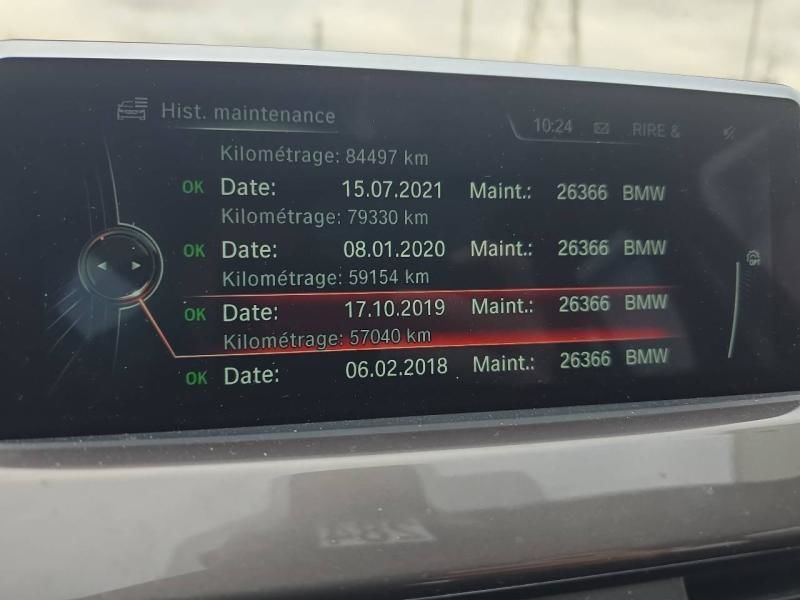 Hist. maintenance
10:24 RIRE &
Kilométrage: 84497 km
OK Date: 15.07.2021 Maint.: 26366 BMW
Kilométrage: 79330 km
OK Date: 08.01.2020 Maint.: 26366 BMW
Kilométrage: 59154 km
OK Date: 17.10.2019 Maint.: 26366 BMW
Kilométrage: 57040 km
OK Date: 06.02.2018 Maint.: 26366 BMW
OPT